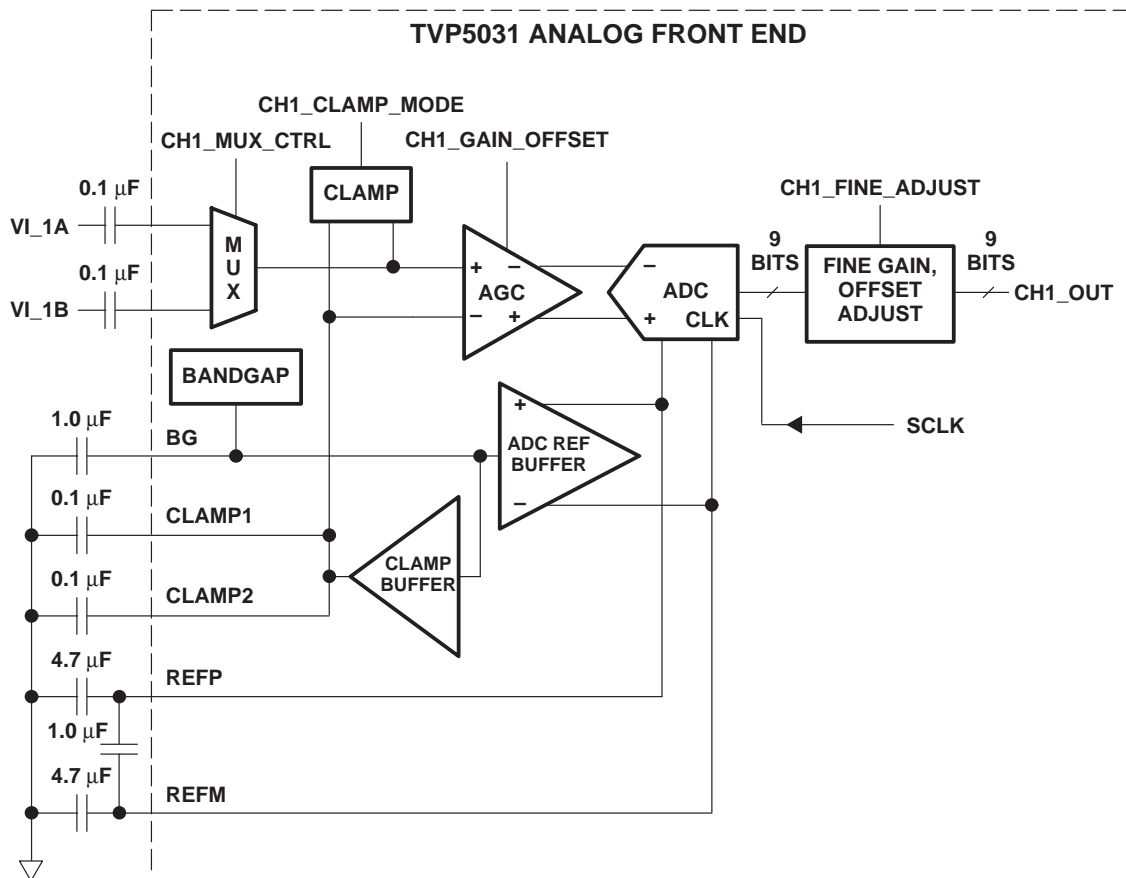 TVP5031 ANALOG FRONT END
CH1_CLAMP_MODE
CH1_MUX_CTRL
CH1_GAIN_OFFSET
0.1 μF
CLAMP
CH1_FINE_ADJUST
VI_1A
MUX
+
−
AGC
−
+
−
ADC
+
CLK
9
BITS
FINE GAIN,
OFFSET
ADJUST
9
BITS
CH1_OUT
0.1 μF
VI_1B
BANDGAP
1.0 μF
BG
+
ADC REF
BUFFER
−
SCLK
0.1 μF
CLAMP1
CLAMP
BUFFER
0.1 μF
CLAMP2
4.7 μF
REFP
1.0 μF
4.7 μF
REFM